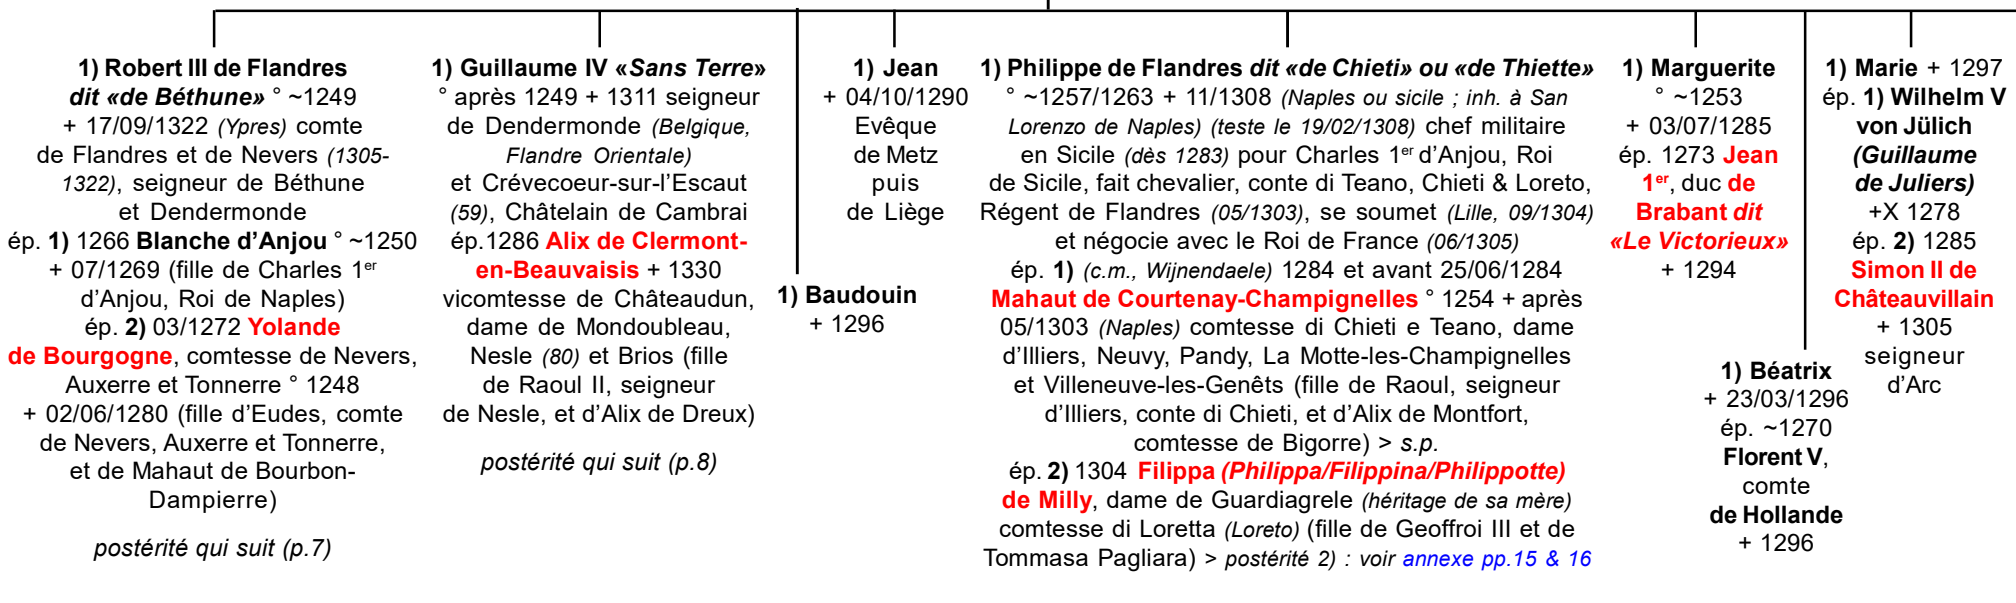 1) Robert III de Flandres
dit «de Béthune» ° ~1249
+ 17/09/1322 (Ypres) comte
de Flandres et de Nevers (1305-
1322), seigneur de Béthune
et Dendermonde
ép. 1) 1266 Blanche d'Anjou ° ~1250
+ 07/1269 (fille de Charles 1er
d'Anjou, Roi de Naples)
ép. 2) 03/1272 Yolande
de Bourgogne, comtesse de Nevers,
Auxerre et Tonnerre ° 1248
+ 02/06/1280 (fille d'Eudes, comte
de Nevers, Auxerre et Tonnerre,
et de Mahaut de Bourbon-
Dampierre)
postérité qui suit (p.7)
1) Guillaume IV «Sans Terre»
° après 1249 + 1311 seigneur
de Dendermonde (Belgique,
Flandre Orientale)
et Crévecoeur-sur-l'Escaut
(59), Châtelain de Cambrai
ép.1286 Alix de Clermont-
en-Beauvaisis + 1330
vicomtesse de Châteaudun,
dame de Mondoubleau,
Nesle (80) et Brios (fille
de Raoul II, seigneur
de Nesle, et d'Alix de Dreux)
postérité qui suit (p.8)
1) Baudouin
+ 1296
1) Jean
+ 04/10/1290
Evêque
de Metz
puis
de Liège
1) Philippe de Flandres dit «de Chieti» ou «de Thiette»
° ~1257/1263 + 11/1308 (Naples ou sicile ; inh. à San
Lorenzo de Naples) (teste le 19/02/1308) chef militaire
en Sicile (dès 1283) pour Charles 1er d'Anjou, Roi
de Sicile, fait chevalier, conte di Teano, Chieti & Loreto,
Régent de Flandres (05/1303), se soumet (Lille, 09/1304)
et négocie avec le Roi de France (06/1305)
ép. 1) (c.m., Wijnendaele) 1284 et avant 25/06/1284
Mahaut de Courtenay-Champignelles ° 1254 + après
05/1303 (Naples) comtesse di Chieti e Teano, dame
d'Illiers, Neuvy, Pandy, La Motte-les-Champignelles
et Villeneuve-les-Genêts (fille de Raoul, seigneur
d'Illiers, conte di Chieti, et d'Alix de Montfort,
comtesse de Bigorre) > s.p.
ép. 2) 1304 Filippa (Philippa/Filippina/Philippotte)
de Milly, dame de Guardiagrele (héritage de sa mère)
comtesse di Loretta (Loreto) (fille de Geoffroi III et de
Tommasa Pagliara) > postérité 2) : voir annexe pp.15 & 16
1) Marguerite
° ~1253
+ 03/07/1285
ép. 1273 Jean
1er, duc de
Brabant dit
«Le Victorieux»
+ 1294
1) Béatrix
+ 23/03/1296
ép. ~1270
Florent V,
comte
de Hollande
+ 1296
1) Marie + 1297
ép. 1) Wilhelm V
von Jülich
(Guillaume
de Juliers)
+X 1278
ép. 2) 1285
Simon II de
Châteauvillain
+ 1305
seigneur
d'Arc